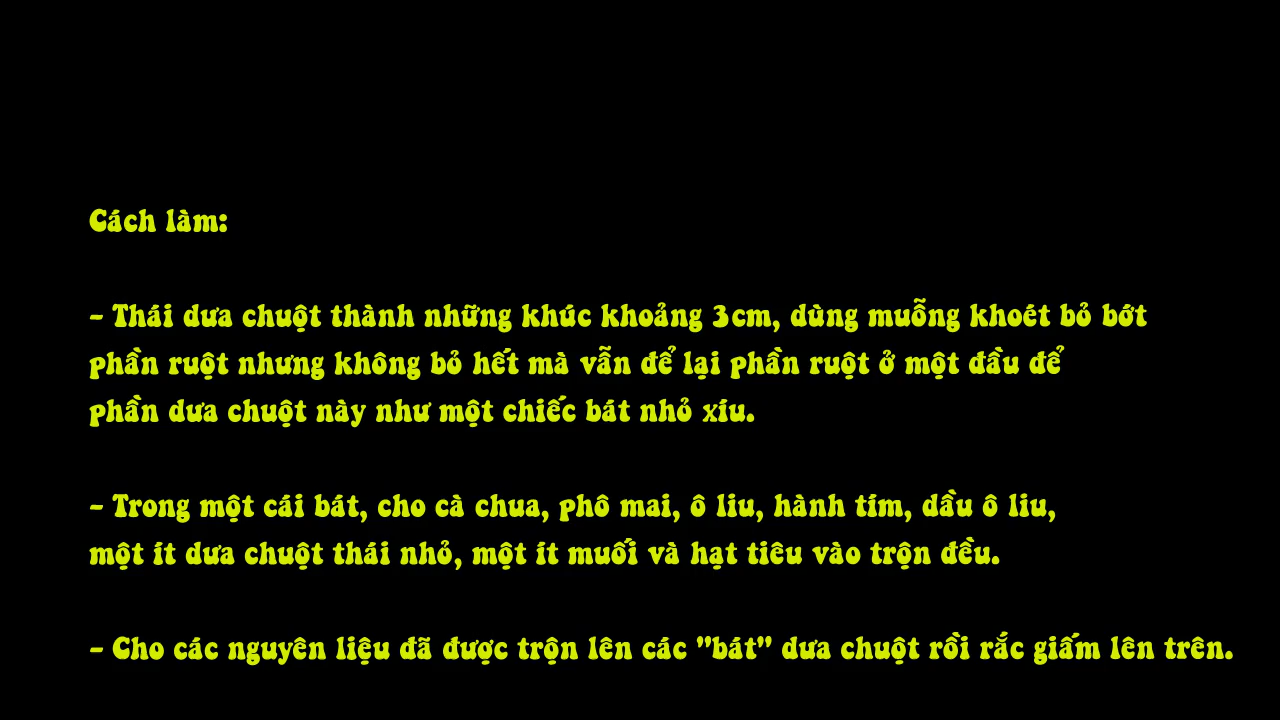 Cách làm:
- Thái dưa chuột thành những khúc khoảng 3cm, dùng muỗng khoét bỏ bớt
phần ruột nhưng không bỏ hết mà vẫn để lại phần ruột ở một đầu để
phần dưa chuột này như một chiếc bát nhỏ xíu.
- Trong một cái bát, cho cà chua, phô mai, ô liu, hành tím, dầu ô liu,
một ít dưa chuột thái nhỏ, một ít muối và hạt tiêu vào trộn đều.
- Cho các nguyên liệu đã được trộn lên các "bát" dưa chuột rồi rắc giấm lên trên.